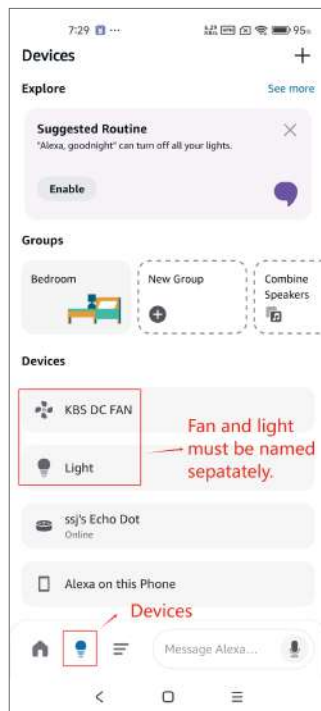 7:29
95%
Devices
+
Explore
See more
Suggested Routine
"Alexa, goodnight" can turn off all your lights.
Enable
Groups
Bedroom
New Group
Combine
Speakers
Devices
KBS DC FAN
Light
Fan and light
must be named
sepatately.
ssj's Echo Dot
Online
Alexa on this Phone
Devices
Message Alexa...